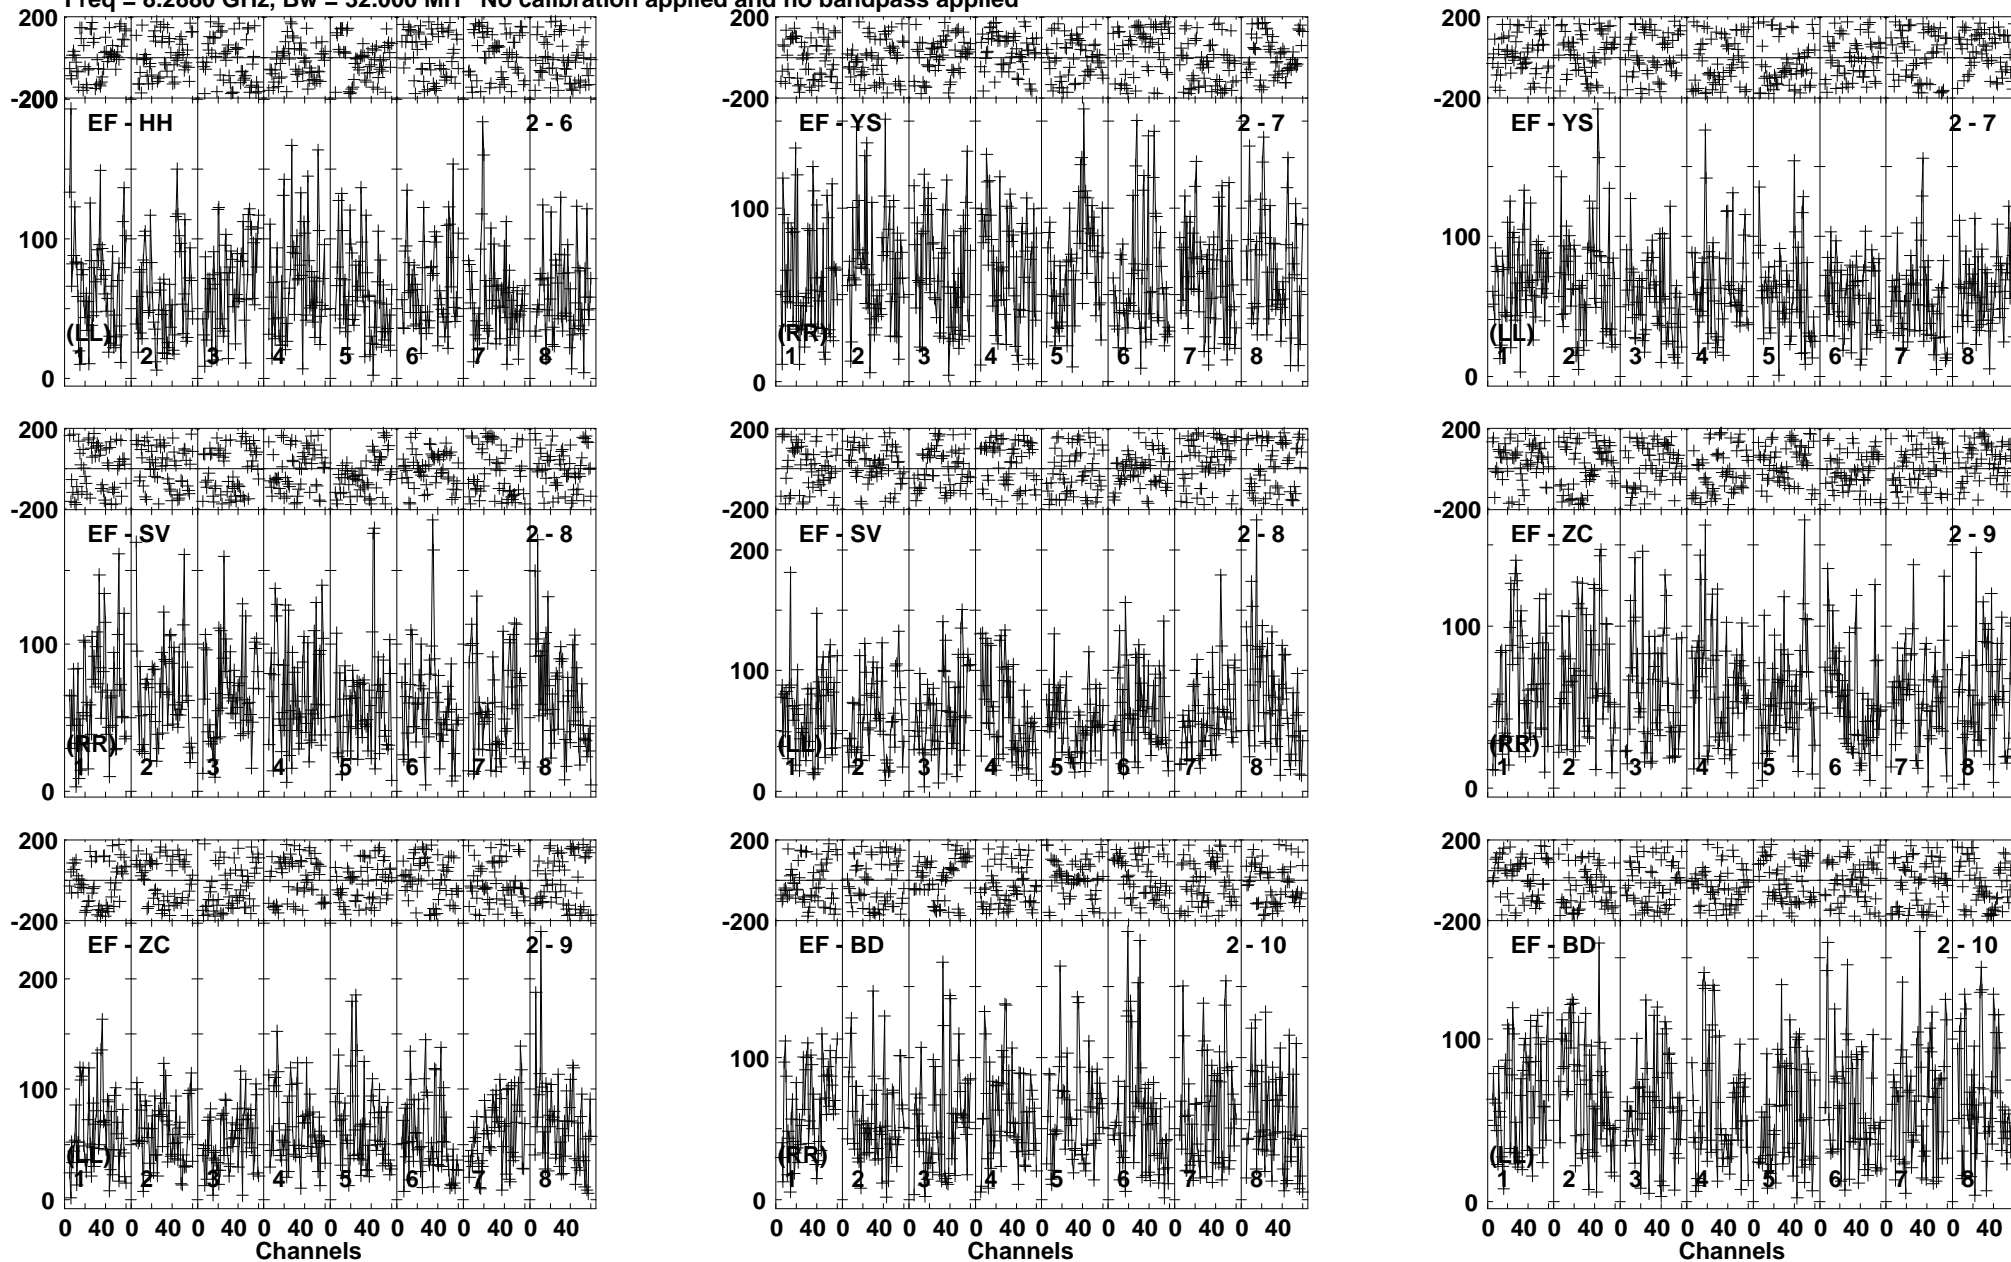 Freq = 8.2880 GHz, Bw = 32.000 MH No calibration applied and no bandpass applied
200 200 200
-200 -200 -200
EF - HH 2 - 6 EF - YS 2 - 7 EF - YS 2 - 7
100 100 100
(LL) (RR) (LL)
1 2 3 4 5 6 7 8 1 2 3 4 5 6 7 8 1 2 3 4 5 6 7 8
0 0 0
200 200 200
-200 -200 -200
EF - SV 2 - 8 EF - SV 2 - 8 EF - ZC 2 - 9
200
100 100 100
(RR) (LL) (RR)
1 2 3 4 5 6 7 8 1 2 3 4 5 6 7 8 1 2 3 4 5 6 7 8
0 0 0
200 200 200
-200 -200 -200
EF - ZC 2 - 9 EF - BD 2 - 10 EF - BD 2 - 10
200
100 100 100
(LL) (RR) (LL)
1 2 3 4 5 6 7 8 1 2 3 4 5 6 7 8 1 2 3 4 5 6 7 8
0 0 0
0 40 0 40 0 40 0 40 0 40 0 40 0 40 0 40 0 40 0 40 0 40 0 40 0 40 0 40 0 40 0 40 0 40 0 40 0 40 0 40 0 40 0 40 0 40 0 40
Channels Channels Channels